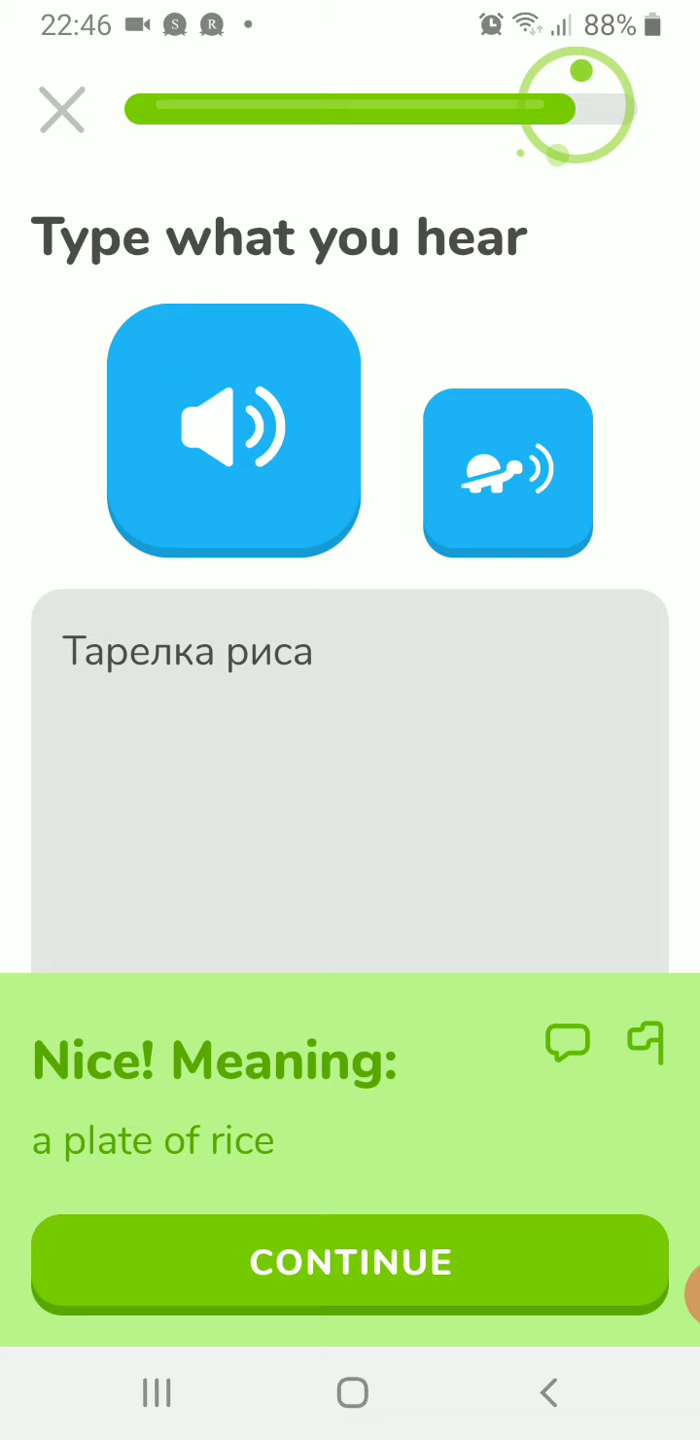 22:46 S R 88%
Type what you hear
Тарелка риса
Nice! Meaning:
a plate of rice
CONTINUE